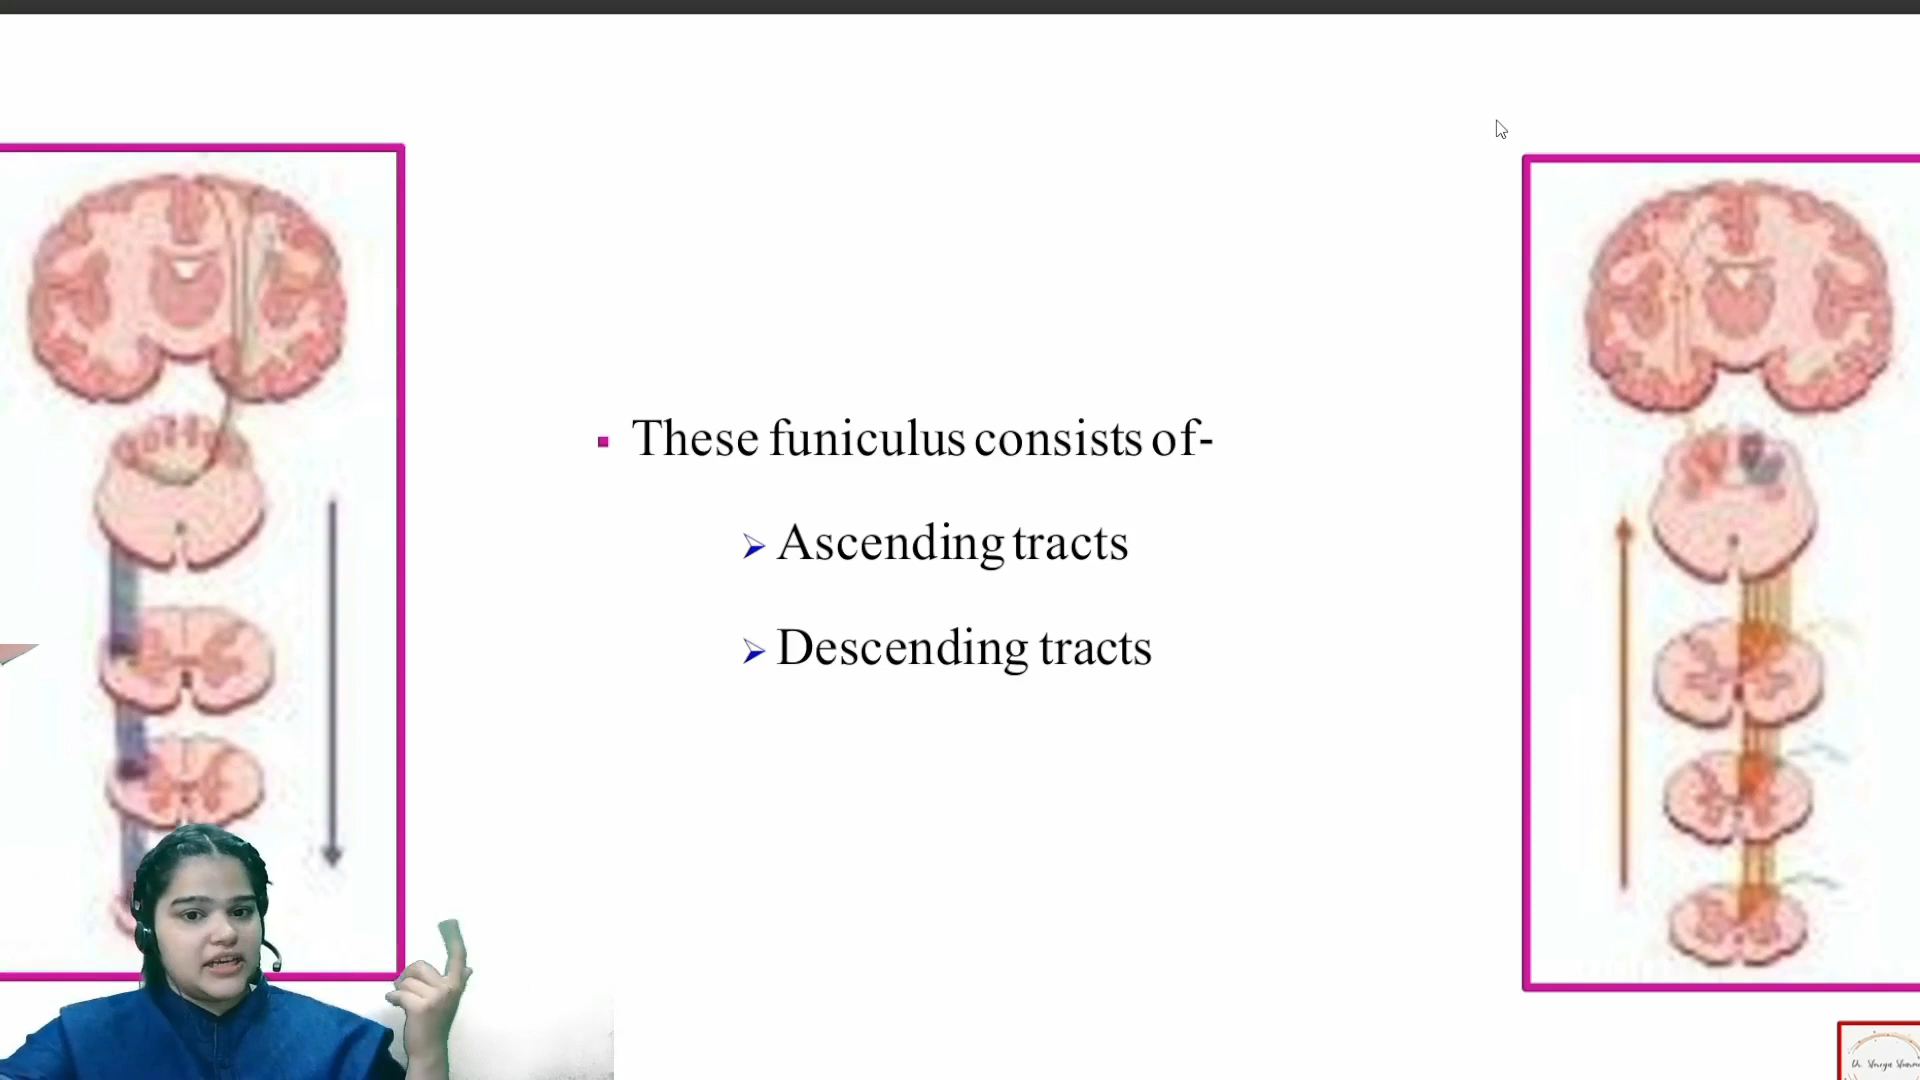 These funiculus consists of-
Ascending tracts
Descending tracts